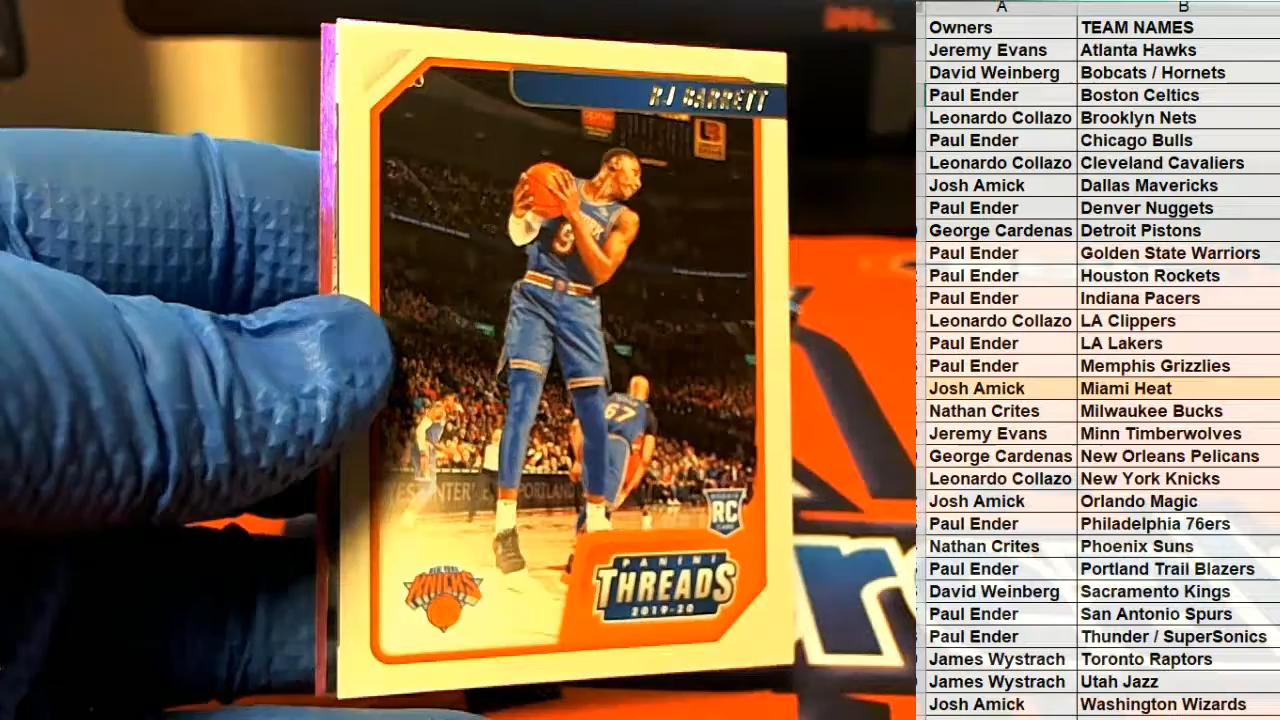 RJ BARRETT
9
67
RC
NEW YORK
KNICKS
PANINI
THREADS
2019-20
A B
Owners TEAM NAMES
Jeremy Evans Atlanta Hawks
David Weinberg Bobcats / Hornets
Paul Ender Boston Celtics
Leonardo Collazo Brooklyn Nets
Paul Ender Chicago Bulls
Leonardo Collazo Cleveland Cavaliers
Josh Amick Dallas Mavericks
Paul Ender Denver Nuggets
George Cardenas Detroit Pistons
Paul Ender Golden State Warriors
Paul Ender Houston Rockets
Paul Ender Indiana Pacers
Leonardo Collazo LA Clippers
Paul Ender LA Lakers
Paul Ender Memphis Grizzlies
Josh Amick Miami Heat
Nathan Crites Milwaukee Bucks
Jeremy Evans Minn Timberwolves
George Cardenas New Orleans Pelicans
Leonardo Collazo New York Knicks
Josh Amick Orlando Magic
Paul Ender Philadelphia 76ers
Nathan Crites Phoenix Suns
Paul Ender Portland Trail Blazers
David Weinberg Sacramento Kings
Paul Ender San Antonio Spurs
Paul Ender Thunder / SuperSonics
James Wystrach Toronto Raptors
James Wystrach Utah Jazz
Josh Amick Washington Wizards